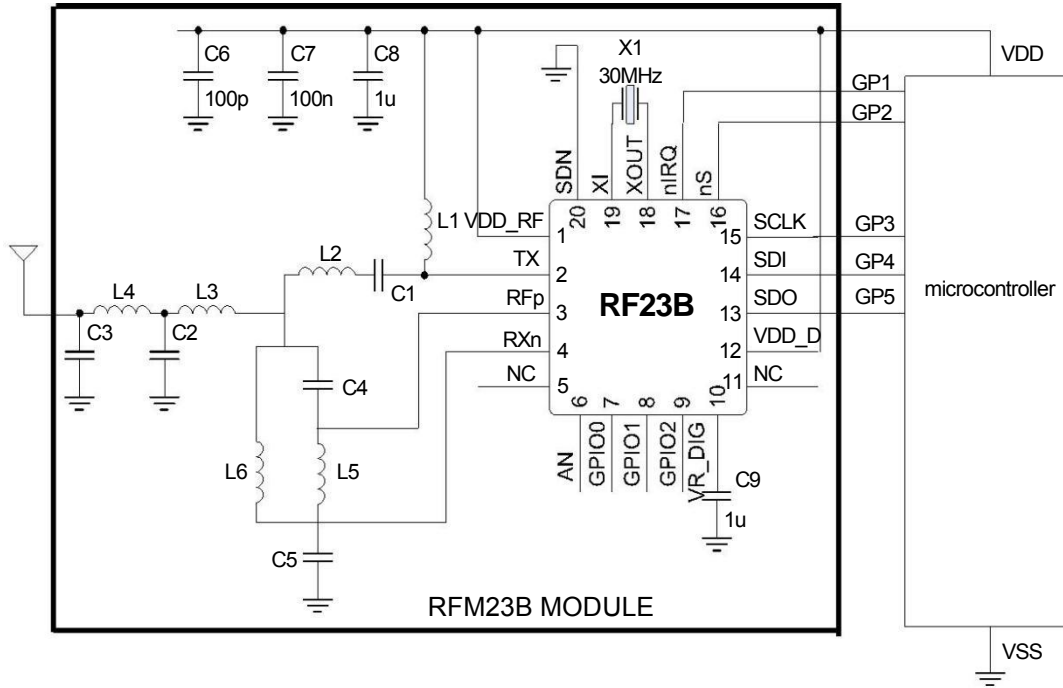 C6
100p
C7
100n
C8
1u
X1
30MHz
VDD
GP1
GP2
SDN
XI
XOUT
nIRQ
nS
20
19
18
17
16
L1
VDD_RF
1
15
SCLK
GP3
L2
C1
TX
2
14
SDI
GP4
L4
L3
RFp
3
RF23B
13
SDO
GP5
microcontroller
C3
C2
RXn
4
12
VDD_D
C4
NC
5
11
NC
6
7
8
9
10
L6
L5
AN
GPIO0
GPIO1
GPIO2
VR_DIG
C9
1u
C5
RFM23B MODULE
VSS